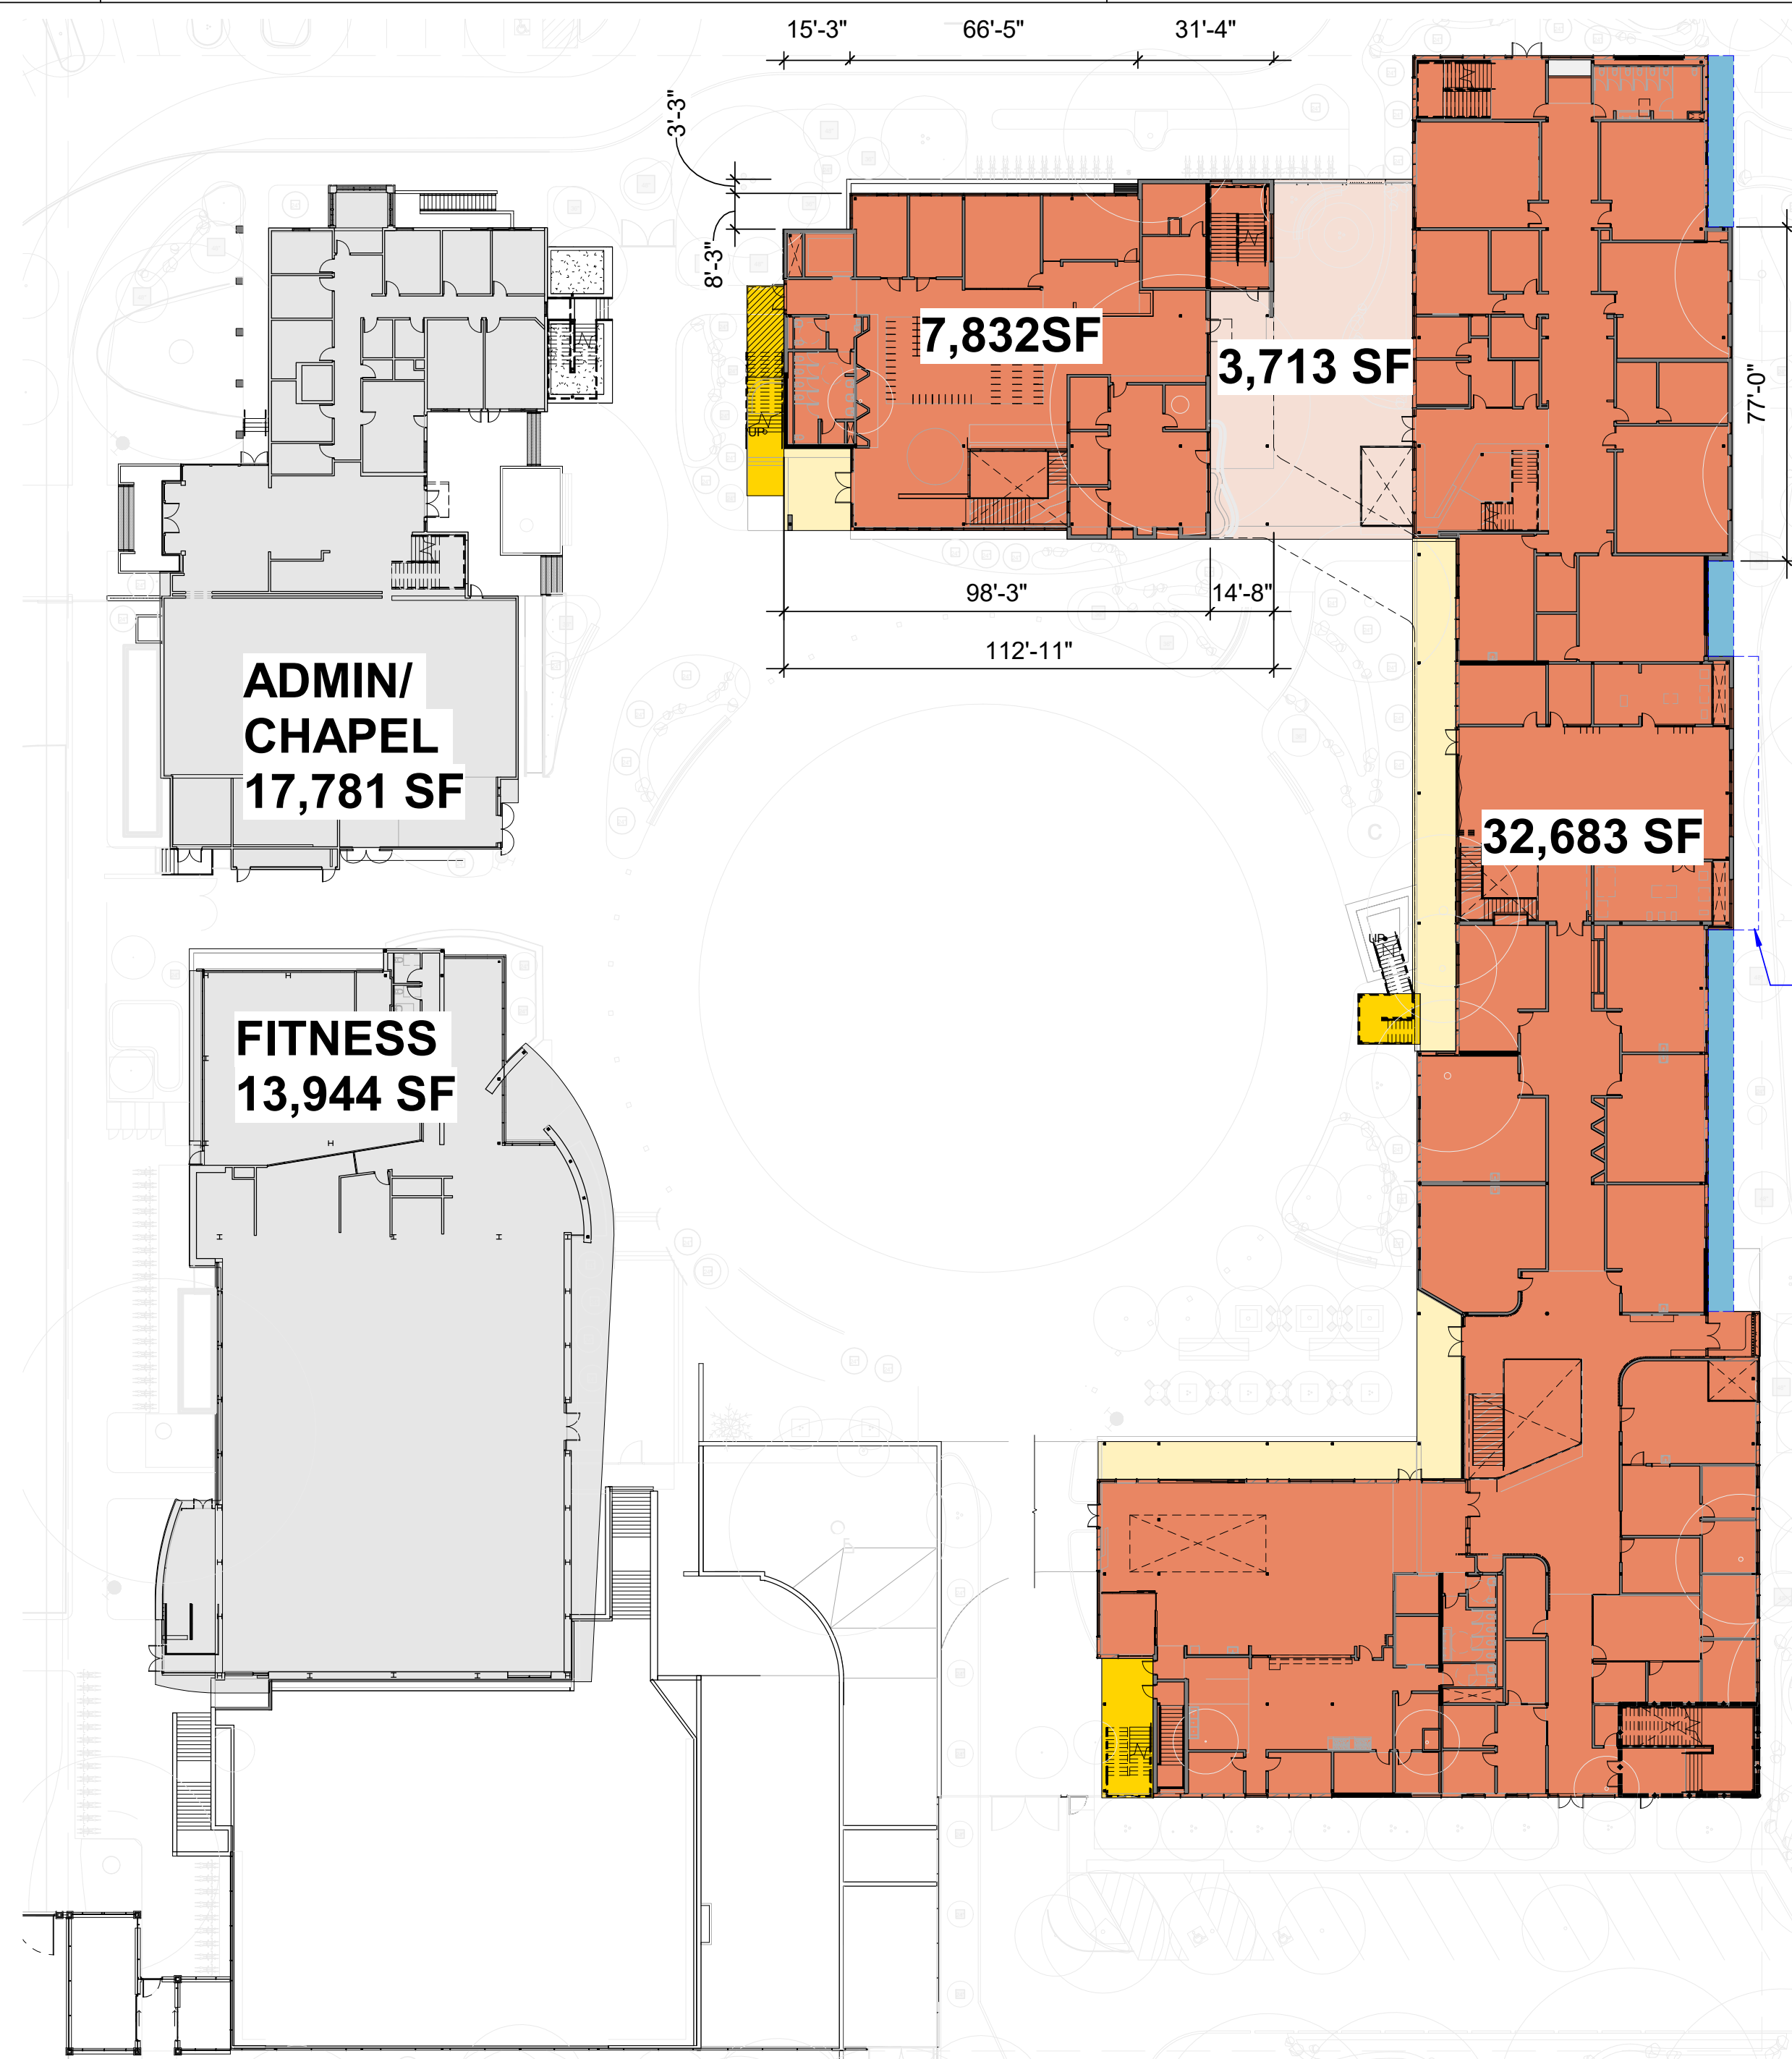 15'-3" 66'-5" 31'-4"
3'-3"
8'-3"
7,832SF
3,713 SF
77'-0"
UP
98'-3" 14'-8"
112'-11"
ADMIN/
CHAPEL
17,781 SF
C
32,683 SF
UP
FITNESS
13,944 SF